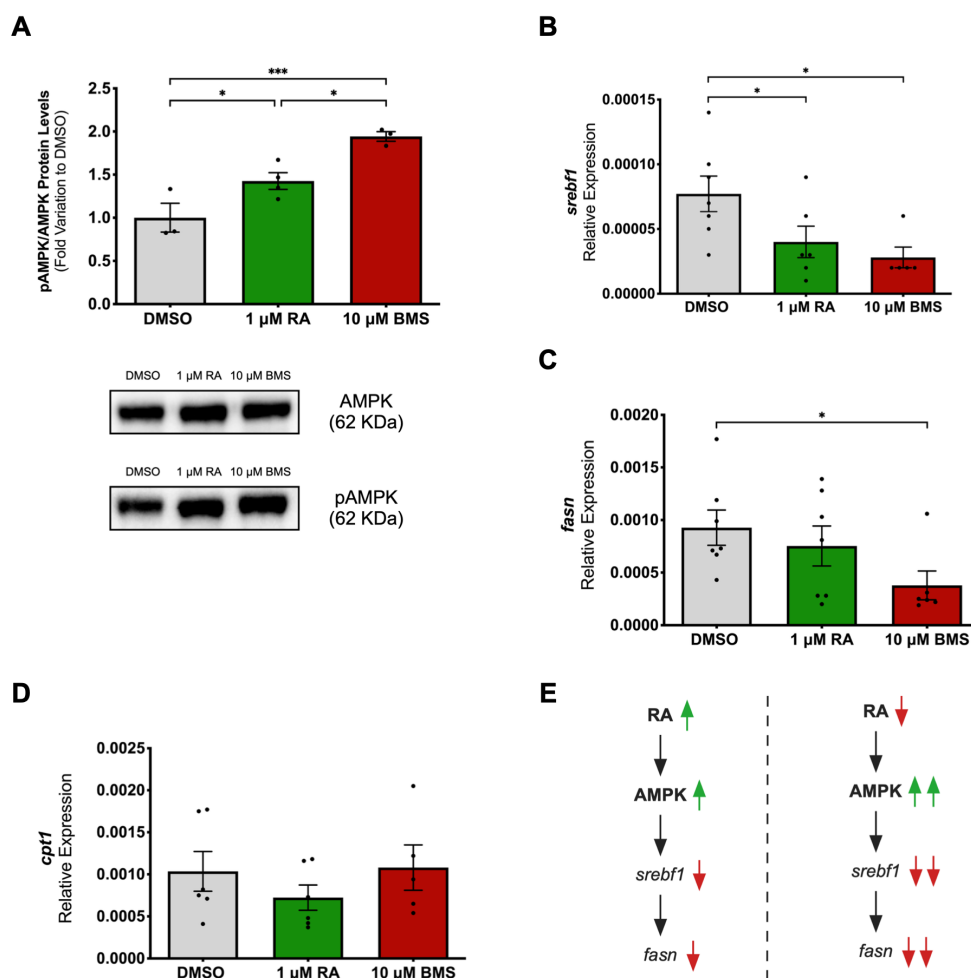 A
pAMPK/AMPK Protein Levels
(Fold Variation to DMSO)
2.5
2.0
1.5
1.0
0.5
0.0
***
*
*
DMSO
1 µM RA
10 µM BMS
DMSO 1 µM RA 10 µM BMS
AMPK
(62 KDa)
DMSO 1 µM RA 10 µM BMS
pAMPK
(62 KDa)
B
srebf1
Relative Expression
0.00015
0.00010
0.00005
0.00000
*
*
DMSO
1 µM RA
10 µM BMS
C
fasn
Relative Expression
0.0020
0.0015
0.0010
0.0005
0.0000
*
DMSO
1 µM RA
10 µM BMS
D
cpt1
Relative Expression
0.0025
0.0020
0.0015
0.0010
0.0005
0.0000
DMSO
1 µM RA
10 µM BMS
E
RA
AMPK
srebf1
fasn
RA
AMPK
srebf1
fasn